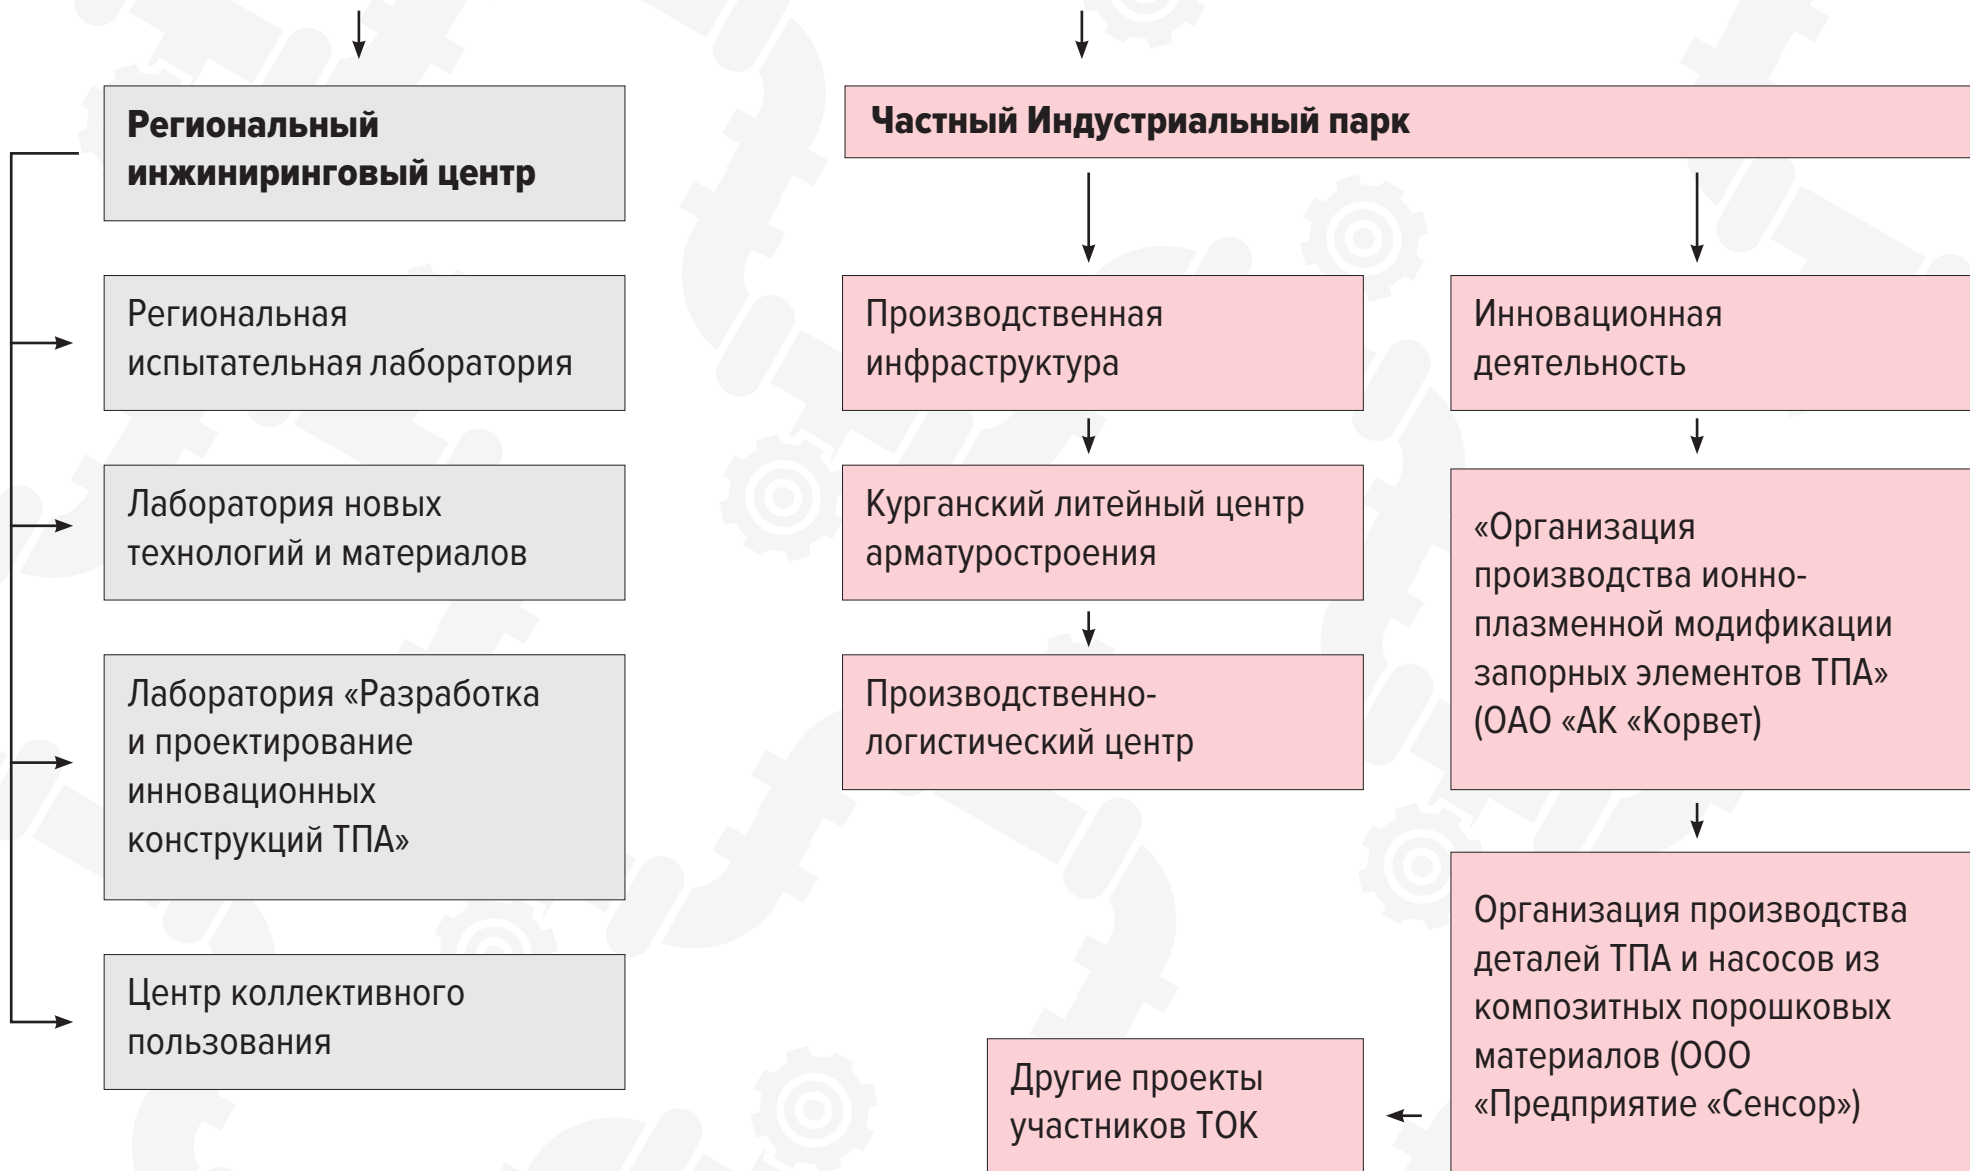 Региональный
инжиниринговый центр
Региональная
испытательная лаборатория
Лаборатория новых
технологий и материалов
Лаборатория «Разработка
и проектирование
инновационных
конструкций ТПА»
Центр коллективного
пользования
Частный Индустриальный парк
Производственная
инфраструктура
Курганский литейный центр
арматуростроения
Производственно-
логистический центр
Инновационная
деятельность
«Организация
производства ионно-
плазменной модификации
запорных элементов ТПА»
(ОАО «АК «Корвет)
Организация производства
деталей ТПА и насосов из
композитных порошковых
материалов (ООО
«Предприятие «Сенсор»)
Другие проекты
участников ТОК